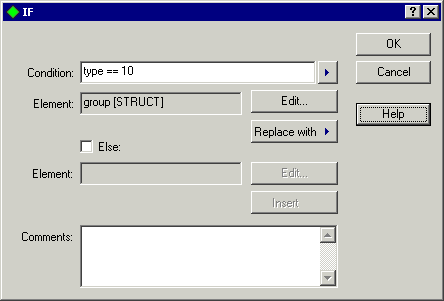 IF
OK
Condition: type == 10
Cancel
Element: group [STRUCT] Edit...
Help
Replace with
Else:
Element: Edit...
Insert
Comments: